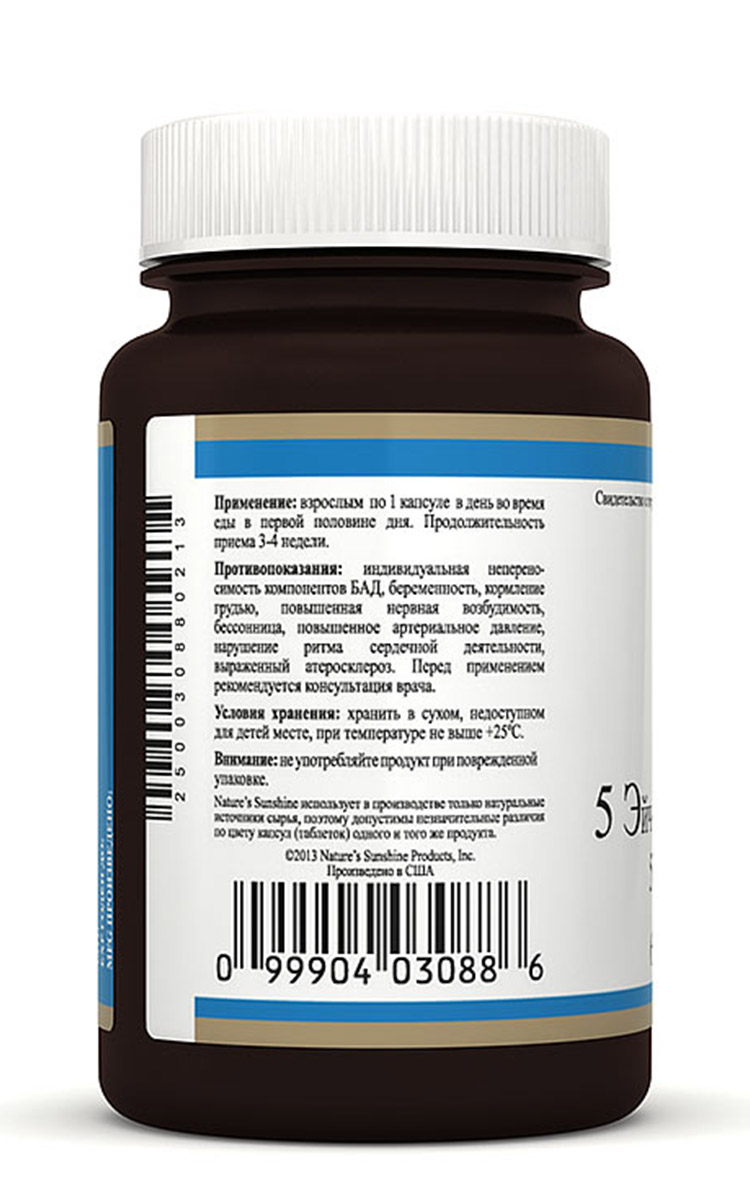 Применение: взрослым по 1 капсуле в день во время
еды в первой половине дня. Продолжительность
приема 3-4 недели.
Противопоказания: индивидуальная неперено-
симость компонентов БАД, беременность, кормление
грудью, повышенная нервная возбудимость,
бессонница, повышенное артериальное давление,
нарушение ритма сердечной деятельности,
выраженный атеросклероз. Перед применением
рекомендуется консультация врача.
Условия хранения: хранить в сухом, недоступном
для детей месте, при температуре не выше +25°C.
Внимание: не употребляйте продукт при поврежденной
упаковке.
Nature's Sunshine использует в производстве только натуральные
источники сырья, поэтому допустимы незначительные различия
по цвету капсул (таблеток) одного и того же продукта.
©2013 Nature's Sunshine Products, Inc.
Произведено в США
0 99904 03088 6
250030880213
Свидетельство о
5
MFG ПРОИЗВЕДЕНО: